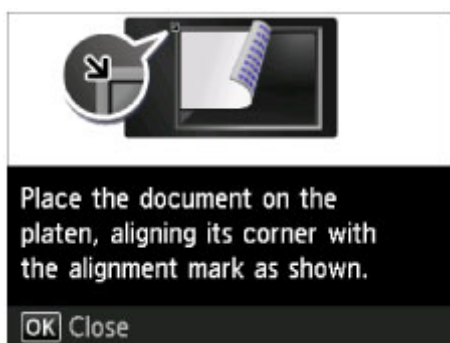 Place the document on the
platen, aligning its corner with
the alignment mark as shown.
OK Close